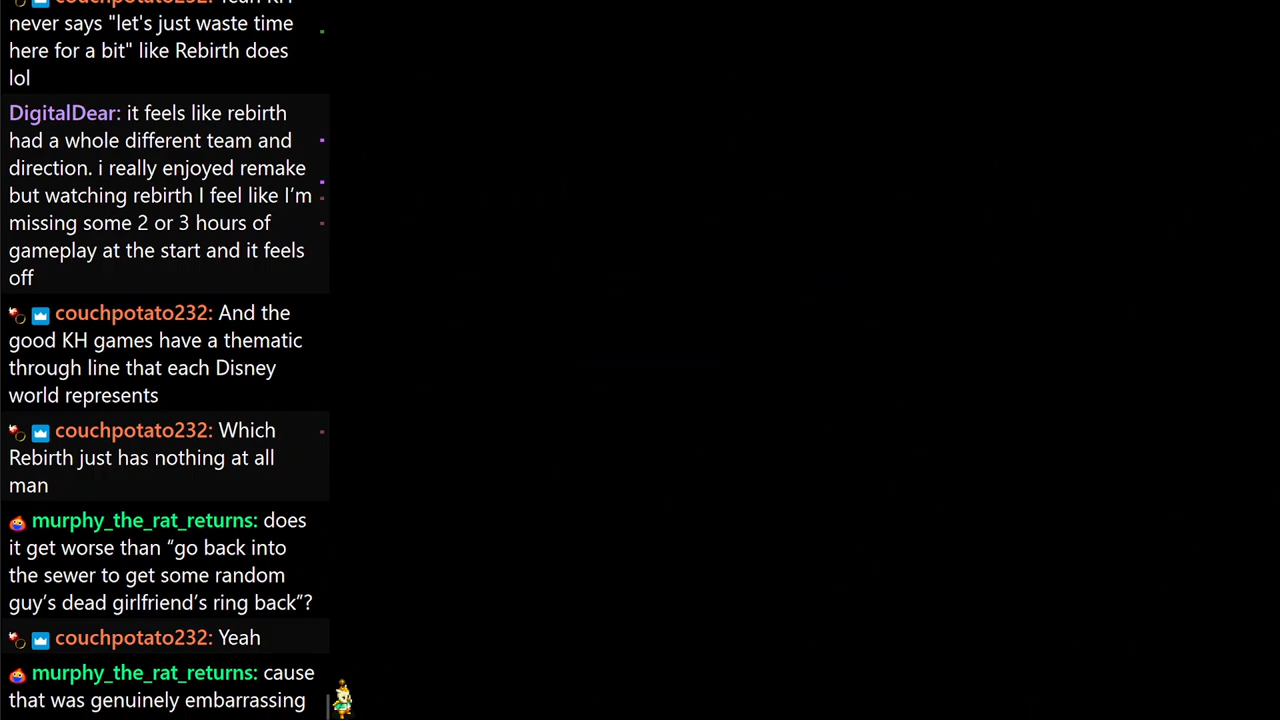 couchpotato232: Yeah KH
never says "let's just waste time
here for a bit" like Rebirth does
lol
DigitalDear: it feels like rebirth
had a whole different team and
direction. i really enjoyed remake
but watching rebirth I feel like I’m
missing some 2 or 3 hours of
gameplay at the start and it feels
off
couchpotato232: And the
good KH games have a thematic
through line that each Disney
world represents
couchpotato232: Which
Rebirth just has nothing at all
man
murphy_the_rat_returns: does
it get worse than “go back into
the sewer to get some random
guy’s dead girlfriend’s ring back”?
couchpotato232: Yeah
murphy_the_rat_returns: cause
that was genuinely embarrassing